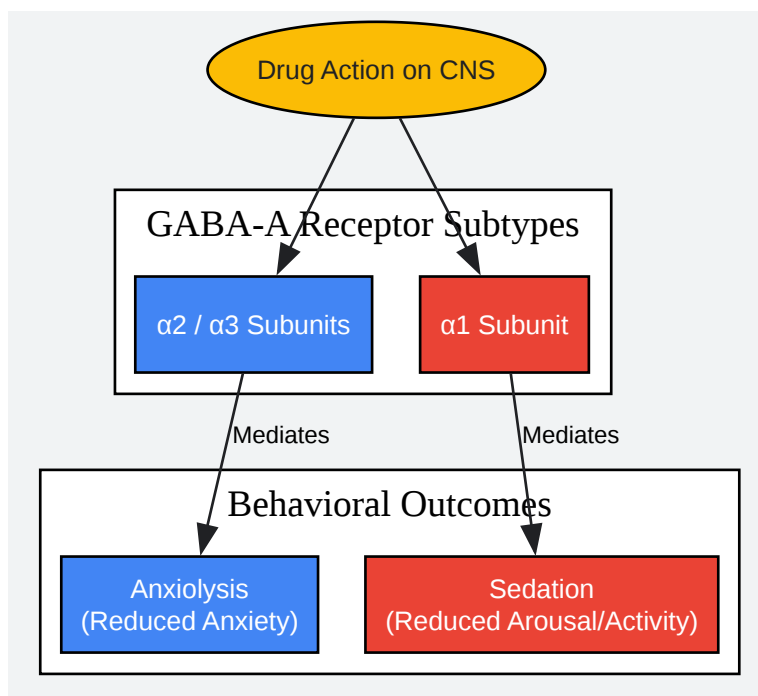 Drug Action on CNS
GABA-A Receptor Subtypes
α2 / α3 Subunits
α1 Subunit
Mediates
Mediates
Behavioral Outcomes
Anxiolysis
(Reduced Anxiety)
Sedation
(Reduced Arousal/Activity)